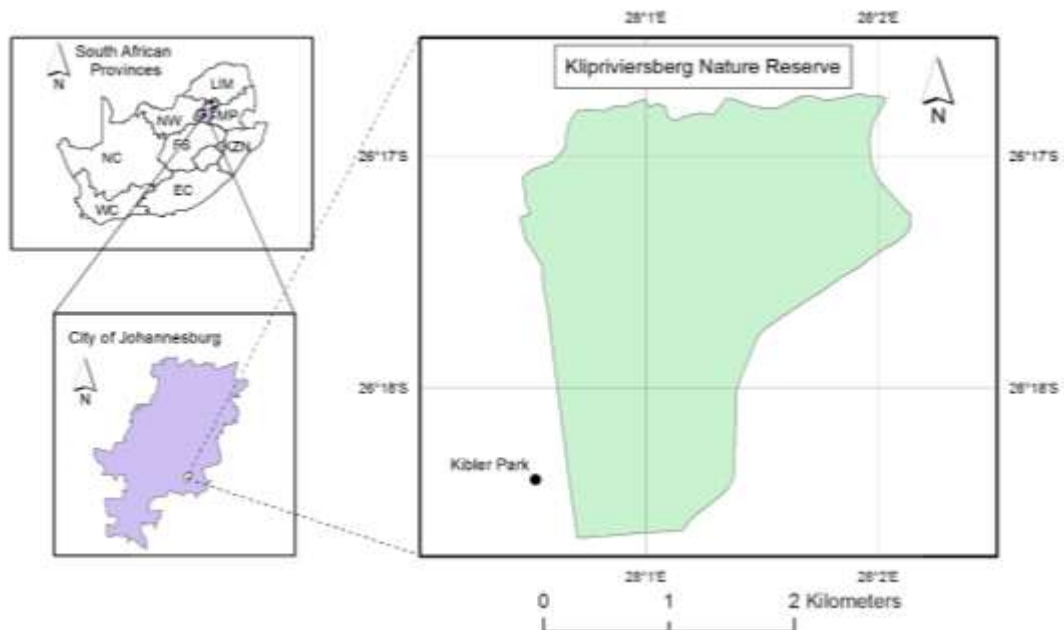 28°1'E
28°2'E
South African
Provinces
N
LIM
NW
MP
FS
KZN
NC
EC
WC
Klipriviersberg Nature Reserve
N
26°17'S
26°17'S
City of Johannesburg
N
26°18'S
26°18'S
Kibler Park
28°1'E
28°2'E
0
1
2 Kilometers